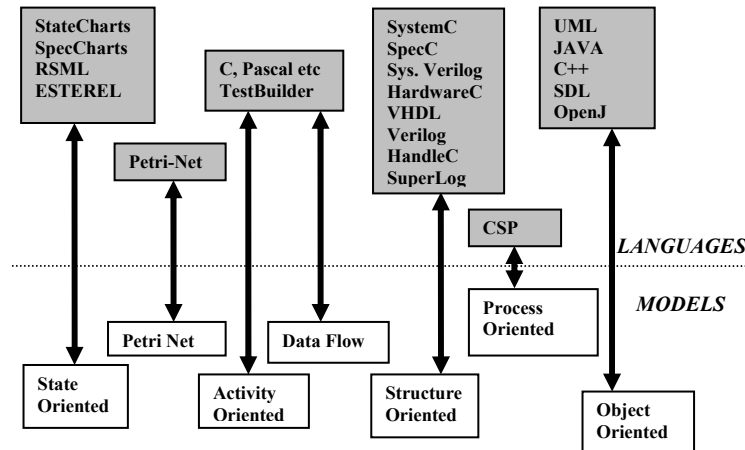 StateCharts
SpecCharts
RSML
ESTEREL
C, Pascal etc
TestBuilder
SystemC
SpecC
Sys. Verilog
HardwareC
VHDL
Verilog
HandleC
SuperLog
UML
JAVA
C++
SDL
OpenJ
Petri-Net
CSP
LANGUAGES
MODELS
Petri Net
Data Flow
Process
Oriented
State
Oriented
Activity
Oriented
Structure
Oriented
Object
Oriented